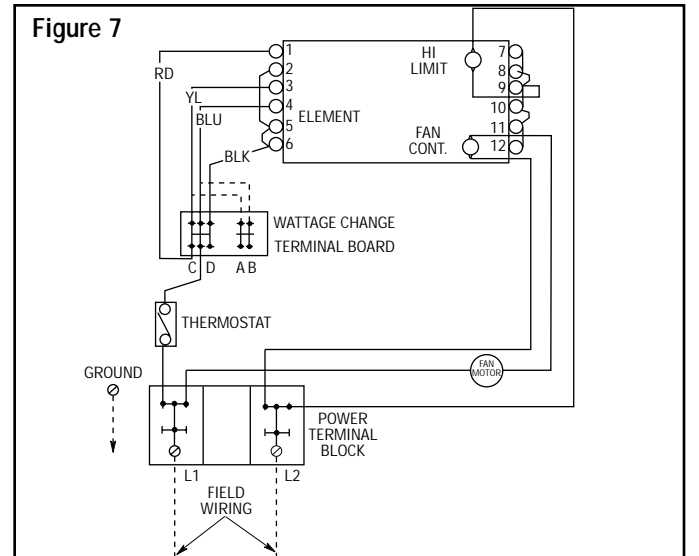 Figure 7
RD
YL
BLU
BLK
1
2
3
4
5
6
ELEMENT
HI
LIMIT
FAN
CONT.
7
8
9
10
11
12
WATTAGE CHANGE
TERMINAL BOARD
C D A B
THERMOSTAT
GROUND
FAN
MOTOR
POWER
TERMINAL
BLOCK
L1 L2
FIELD
WIRING